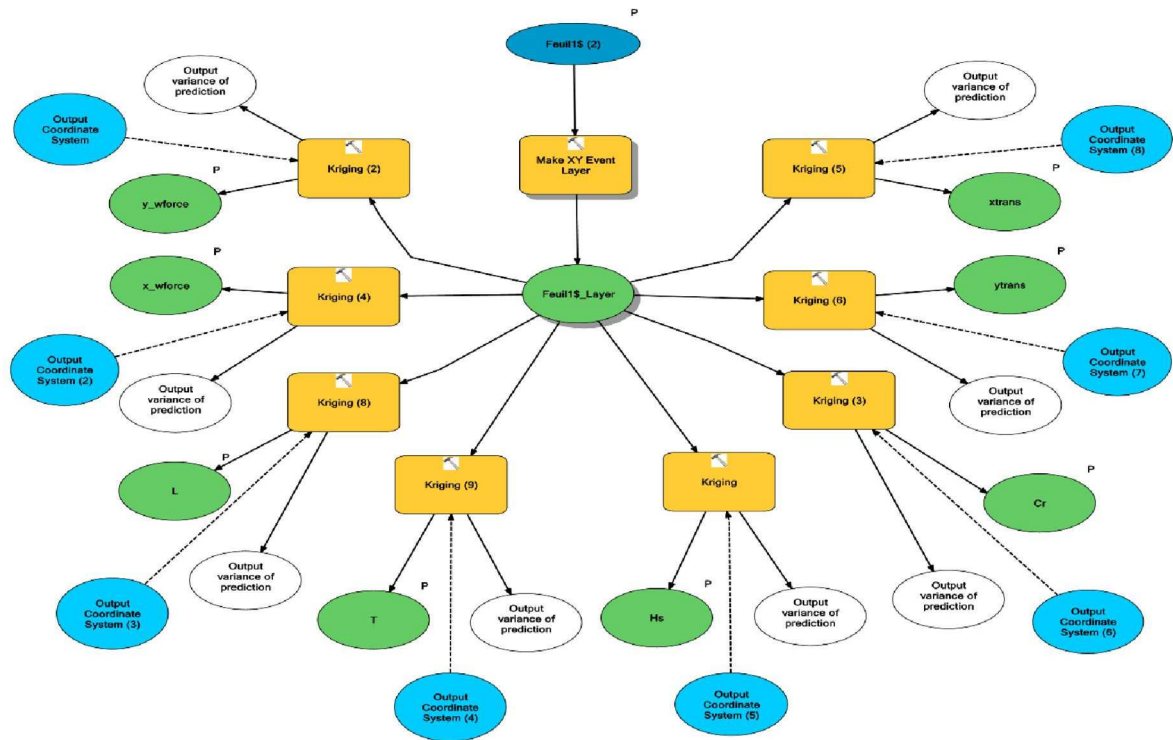 P
Feuil1$ (2)
Output
variance of
prediction
Output
variance of
prediction
Output
Coordinate
System
Output
Coordinate
System (8)
Make XY Event
Layer
Kriging (2)
Kriging (5)
P
y_wforce
P
xtrans
P
x_wforce
Kriging (4)
Feuil1$_Layer
Kriging (6)
P
ytrans
Output
Coordinate
System (2)
Output
Coordinate
System (7)
Output
variance of
prediction
Kriging (8)
Kriging (3)
Output
variance of
prediction
P
L
Kriging (9)
Kriging
P
Cr
Output
variance of
prediction
Output
variance of
prediction
Output
Coordinate
System (3)
P
T
Output
variance of
prediction
P
Hs
Output
variance of
prediction
Output
Coordinate
System (6)
Output
Coordinate
System (4)
Output
Coordinate
System (5)